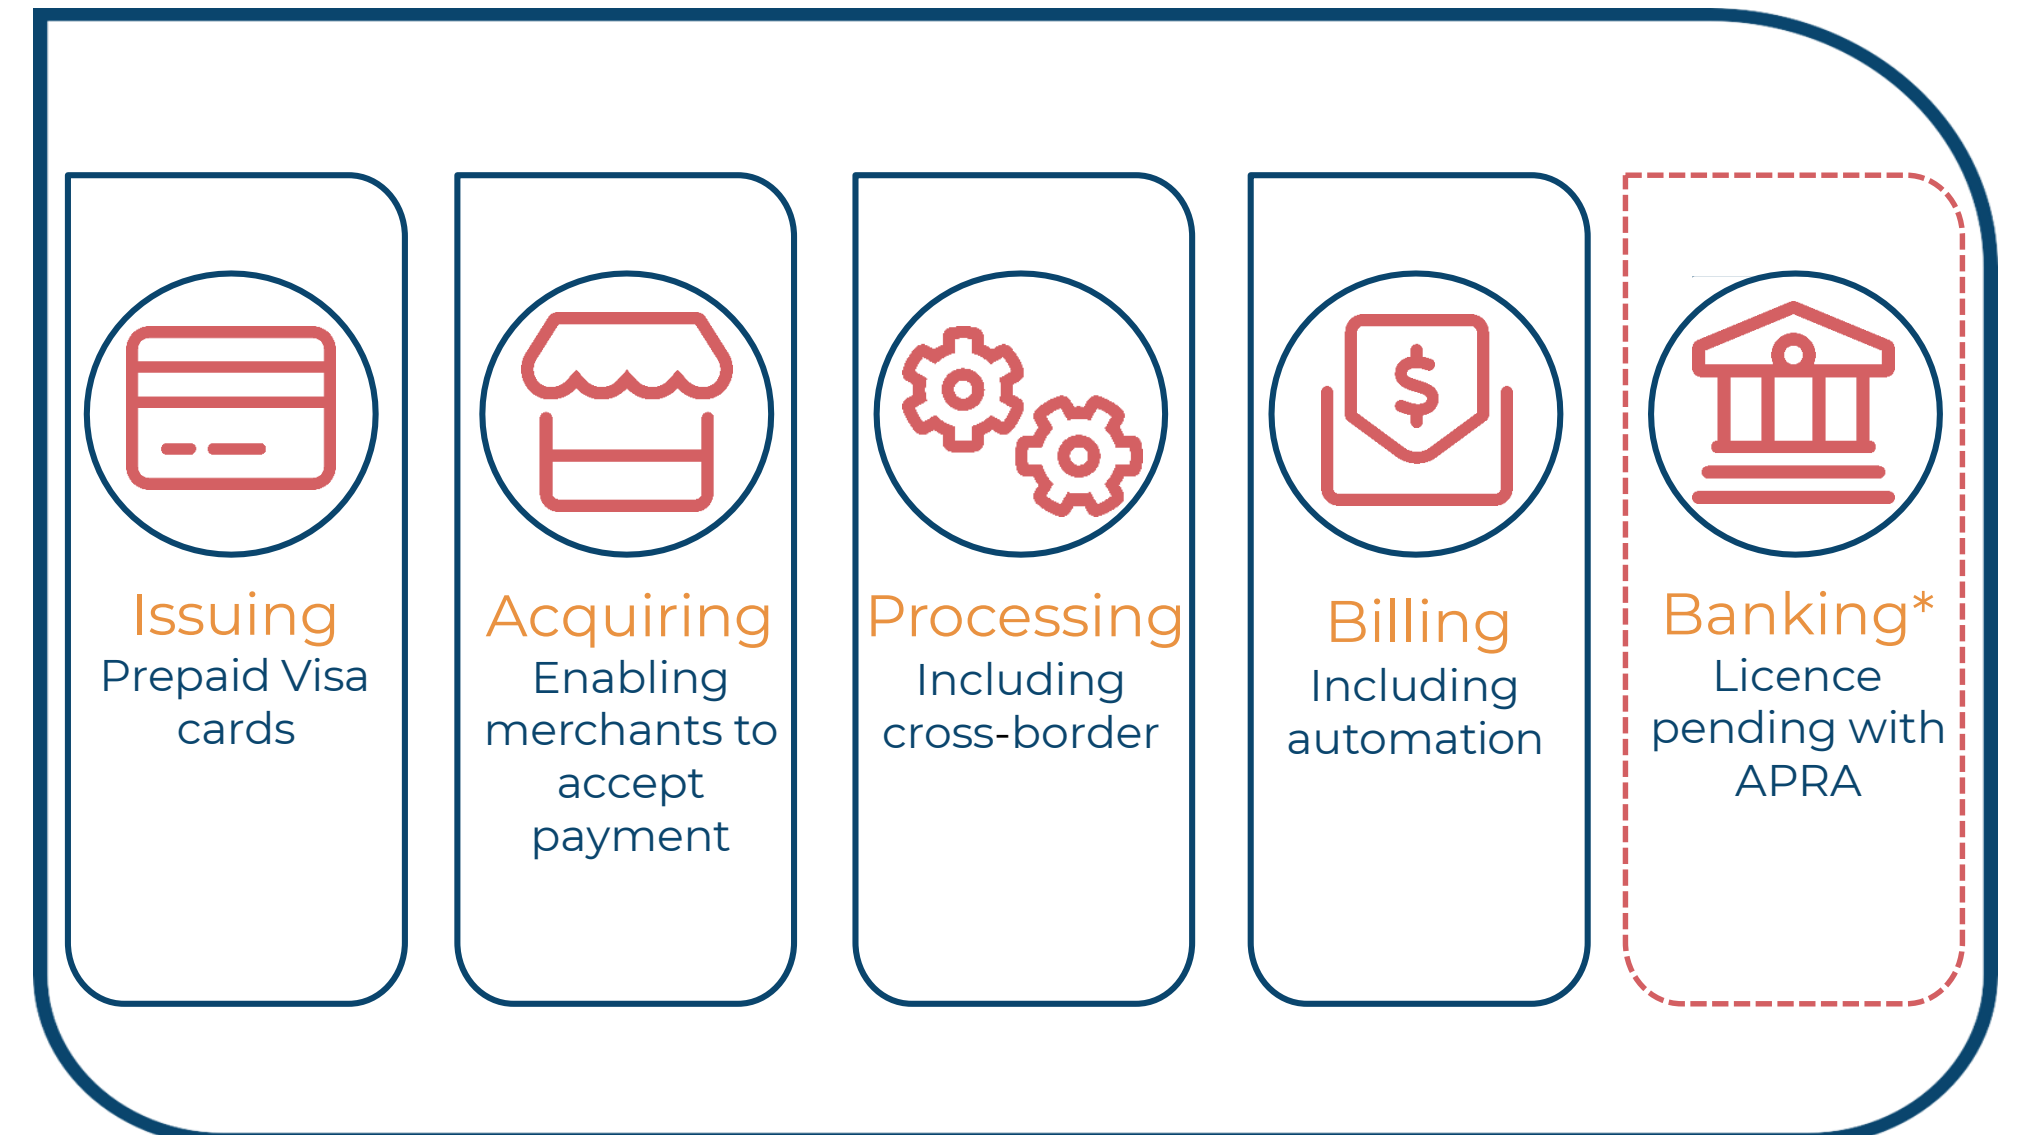 Issuing
Prepaid Visa
cards
Acquiring
Enabling
merchants to
accept
payment
Processing
Including
cross-border
Billing
Including
automation
Banking*
Licence
pending with
APRA
$